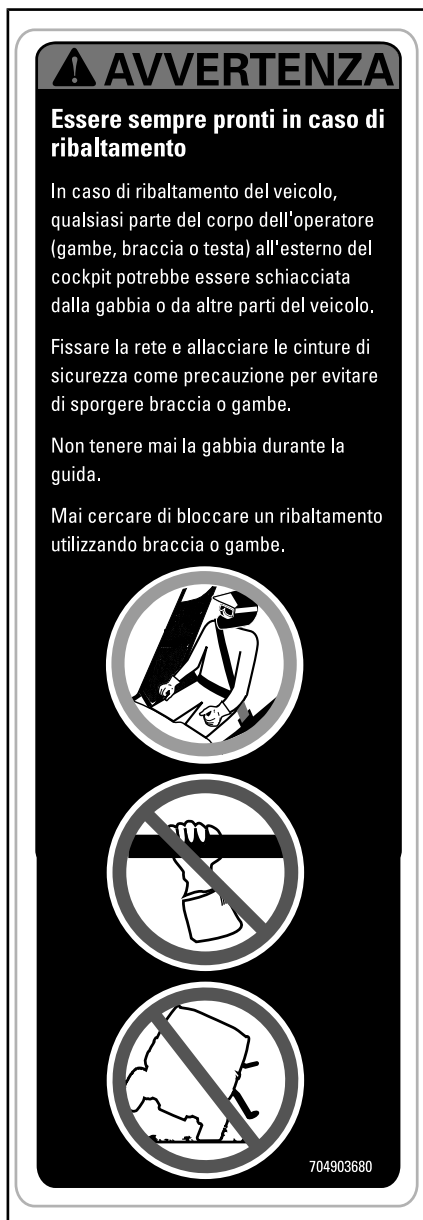 AVVERTENZA
Essere sempre pronti in caso di
ribaltamento
In caso di ribaltamento del veicolo,
qualsiasi parte del corpo dell'operatore
(gambe, braccia o testa) all'esterno del
cockpit potrebbe essere schiacciata
dalla gabbia o da altre parti del veicolo.
Fissare la rete e allacciare le cinture di
sicurezza come precauzione per evitare
di sporgere braccia o gambe.
Non tenere mai la gabbia durante la
guida.
Mai cercare di bloccare un ribaltamento
utilizzando braccia o gambe.
704903680